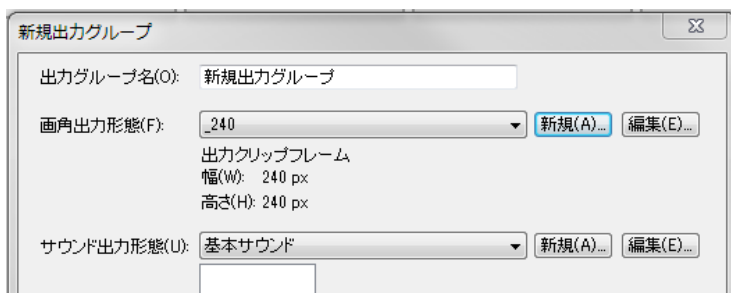 新規出力グループ
出力グループ名(O): 新規出力グループ
画角出力形態(F): _240 新規(A)... 編集(E)...
出力クリップフレーム
幅(W): 240 px
高さ(H): 240 px
サウンド出力形態(U): 基本サウンド 新規(A)... 編集(E)...